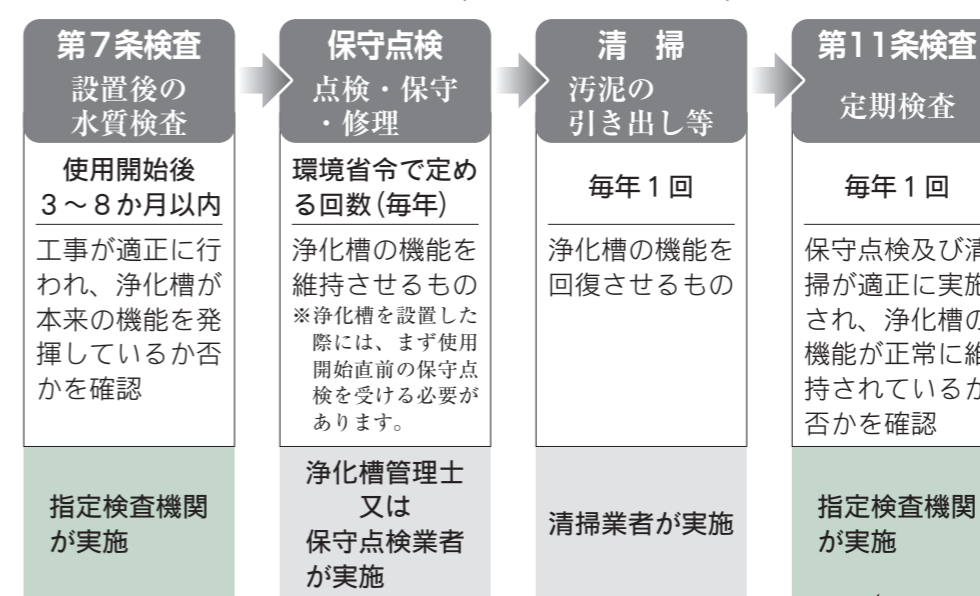 第7条検査
設置後の
水質検査
使用開始後
3～8か月以内
工事が適正に行
われ、浄化槽が
本来の機能を発
揮しているか否
かを確認
指定検査機関
が実施
保守点検
点検・保守
・修理
環境省令で定め
る回数(毎年)
浄化槽の機能を
維持させるもの
※浄化槽を設置した
際には、まず使用
開始直前の保守点
検を受ける必要が
あります。
浄化槽管理士
又は
保守点検業者
が実施
清　掃
汚泥の
引き出し等
毎年1回
浄化槽の機能を
回復させるもの
清掃業者が実施
第11条検査
定期検査
毎年1回
保守点検及び清
掃が適正に実施
され、浄化槽の
機能が正常に維
持されているか
否かを確認
指定検査機関
が実施